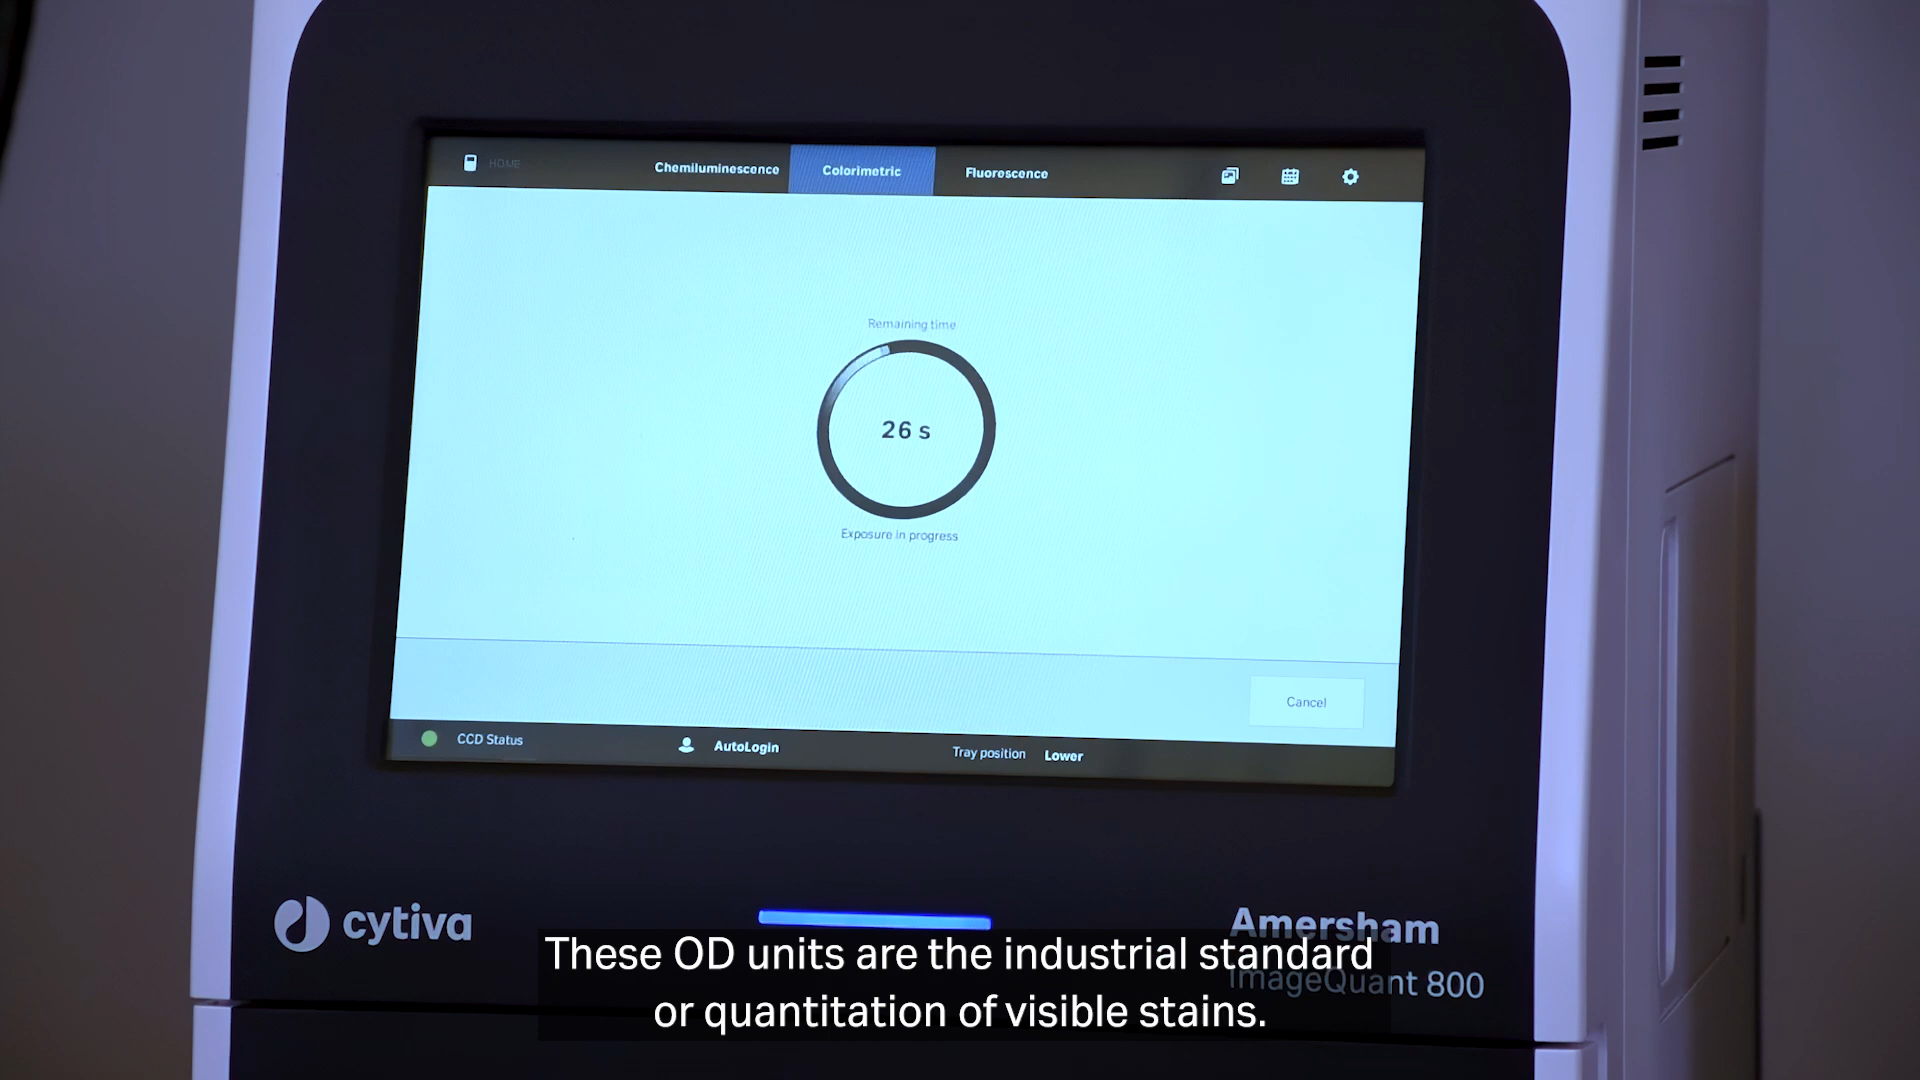 HOME
Chemiluminescence
Colorimetric
Fluorescence
Remaining time
26 s
Exposure in progress
Cancel
CCD Status
AutoLogin
Tray position Lower
cytiva
Amersham
ImageQuant 800
These OD units are the industrial standard
or quantitation of visible stains.